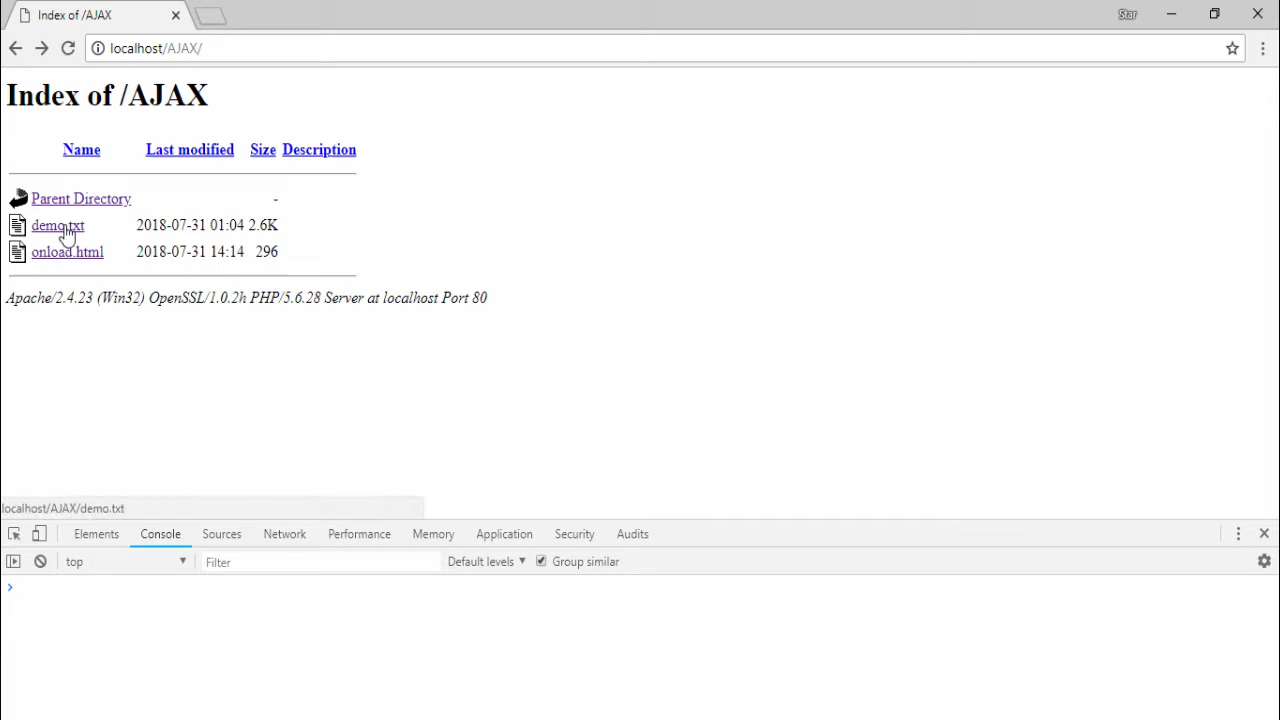 Index of /AJAX
Star
localhost/AJAX/
Index of /AJAX
Name Last modified Size Description
Parent Directory -
demo.txt 2018-07-31 01:04 2.6K
onload.html 2018-07-31 14:14 296
Apache/2.4.23 (Win32) OpenSSL/1.0.2h PHP/5.6.28 Server at localhost Port 80
localhost/AJAX/demo.txt
Elements Console Sources Network Performance Memory Application Security Audits
top Filter Default levels Group similar